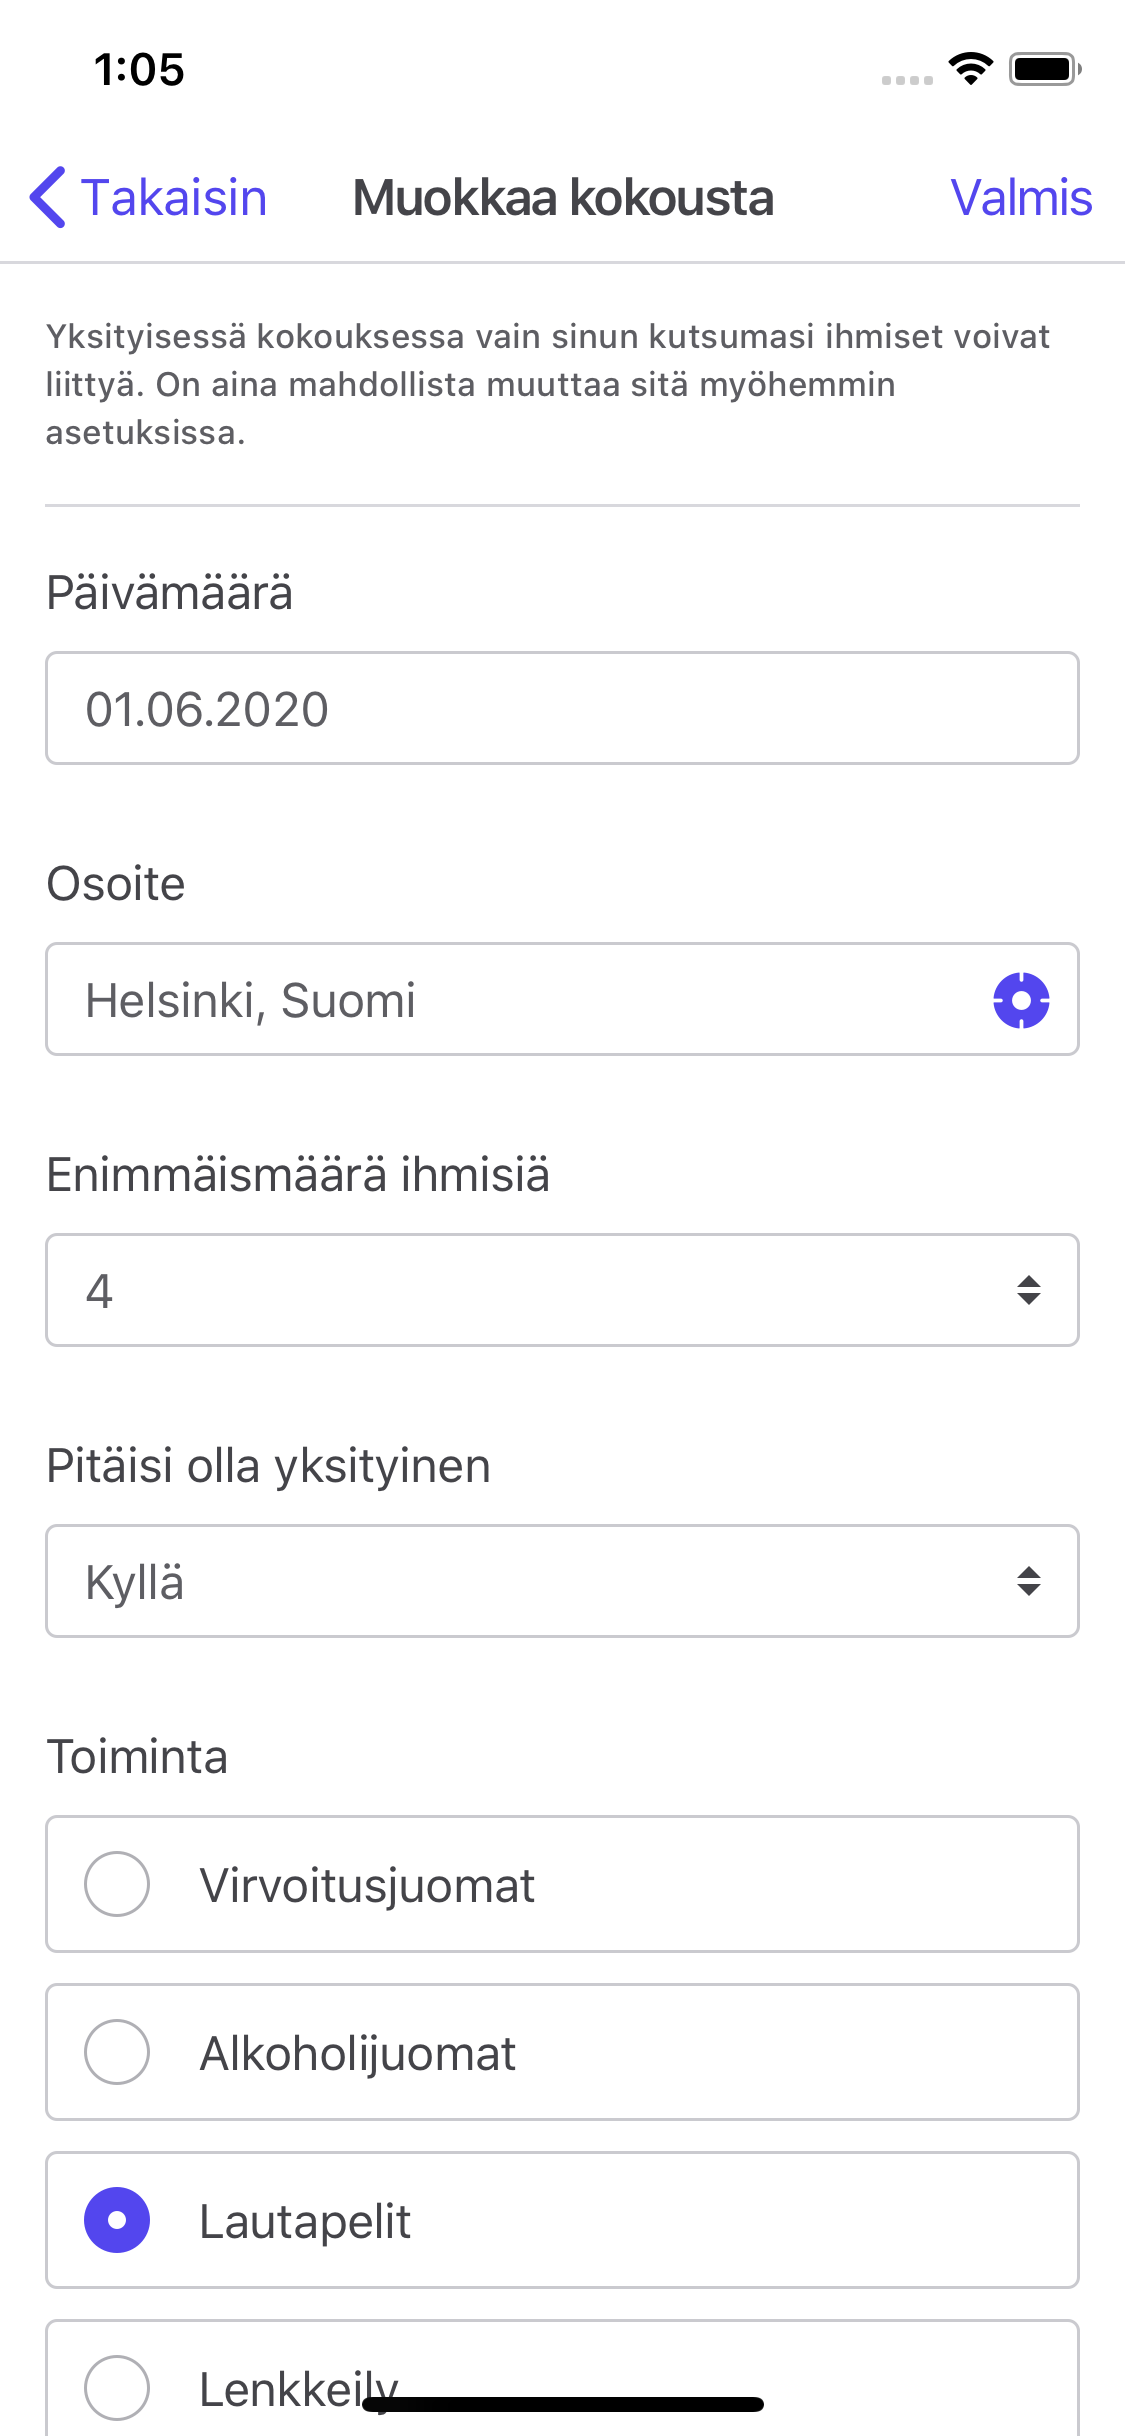 1:05
Takaisin
Muokkaa kokousta
Valmis
Yksityisessä kokouksessa vain sinun kutsumasi ihmiset voivat
liittyä. On aina mahdollista muuttaa sitä myöhemmin
asetuksissa.
Päivämäärä
01.06.2020
Osoite
Helsinki, Suomi
Enimmäismäärä ihmisiä
4
Pitäisi olla yksityinen
Kyllä
Toiminta
Virvoitusjuomat
Alkoholijuomat
Lautapelit
Lenkkeily